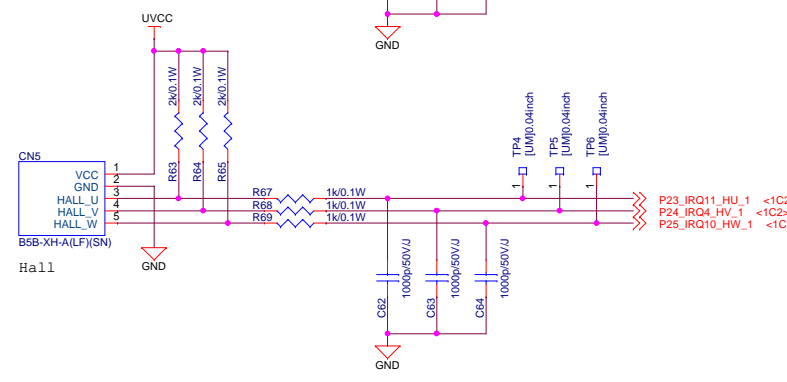 GND
UVCC
2k/0.1W
2k/0.1W
2k/0.1W
R63
R64
R65
TP4
[UM]0.04inch
TP5
[UM]0.04inch
TP6
[UM]0.04inch
1
1
1
CN5
VCC 1
GND 2
HALL_U 3
HALL_V 4
HALL_W 5
B5B-XH-A(LF)(SN)
Hall
GND
R67 1k/0.1W
R68 1k/0.1W
R69 1k/0.1W
P23_IRQ11_HU_1 <1C2
P24_IRQ4_HV_1 <1C2>
P25_IRQ10_HW_1 <1C
C62
1000p/50V/J
C63
1000p/50V/J
C64
1000p/50V/J
GND